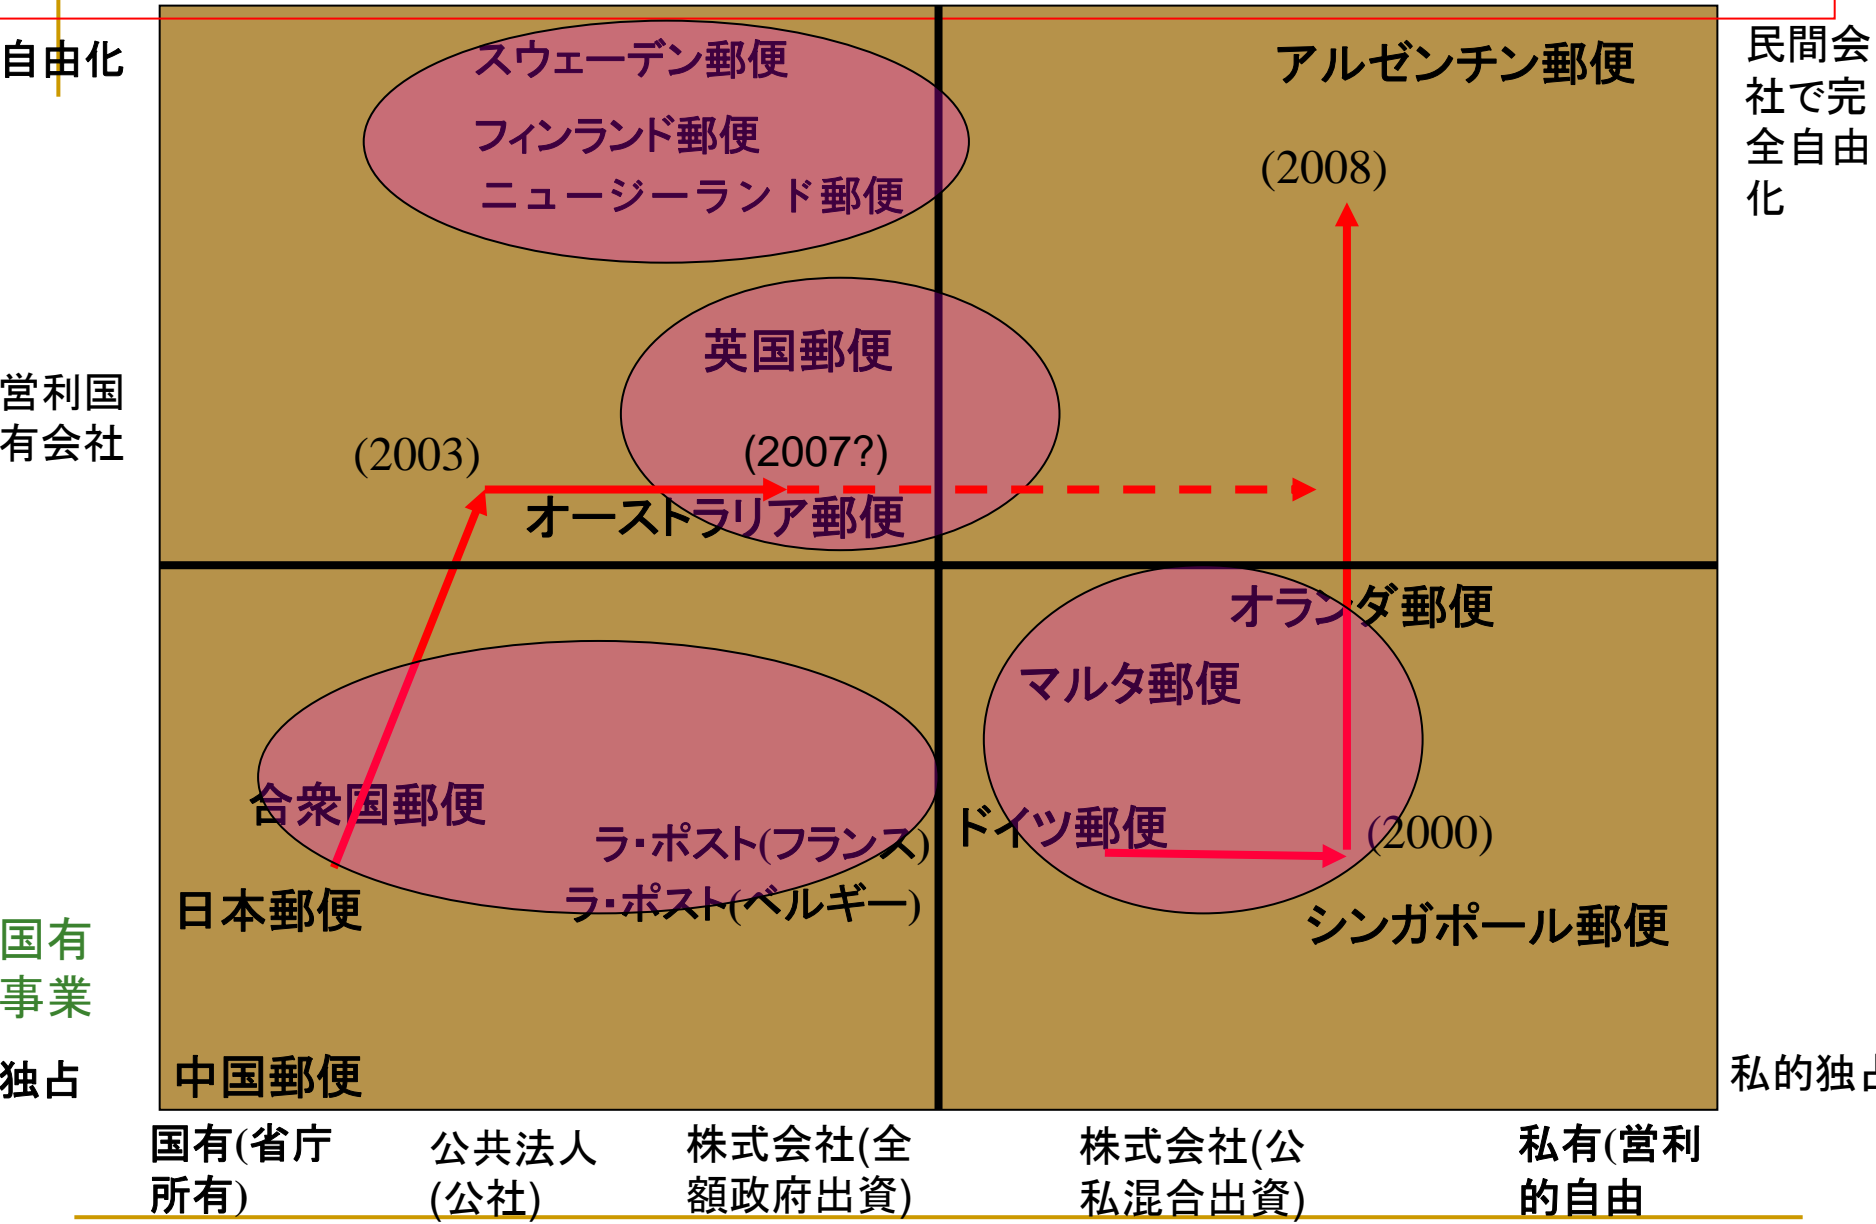 自由化
スウェーデン郵便
フィンランド郵便
ニュージーランド郵便
アルゼンチン郵便
(2008)
民間会
社で完
全自由
化
営利国
有会社
英国郵便
(2003)
(2007?)
オーストラリア郵便
オランダ郵便
マルタ郵便
合衆国郵便
ラ・ポスト(フランス)
ラ・ポスト(ベルギー)
ドイツ郵便
(2000)
日本郵便
シンガポール郵便
国有
事業
独占
中国郵便
私的独占
国有(省庁
所有)
公共法人
(公社)
株式会社(全
額政府出資)
株式会社(公
私混合出資)
私有(営利
的自由